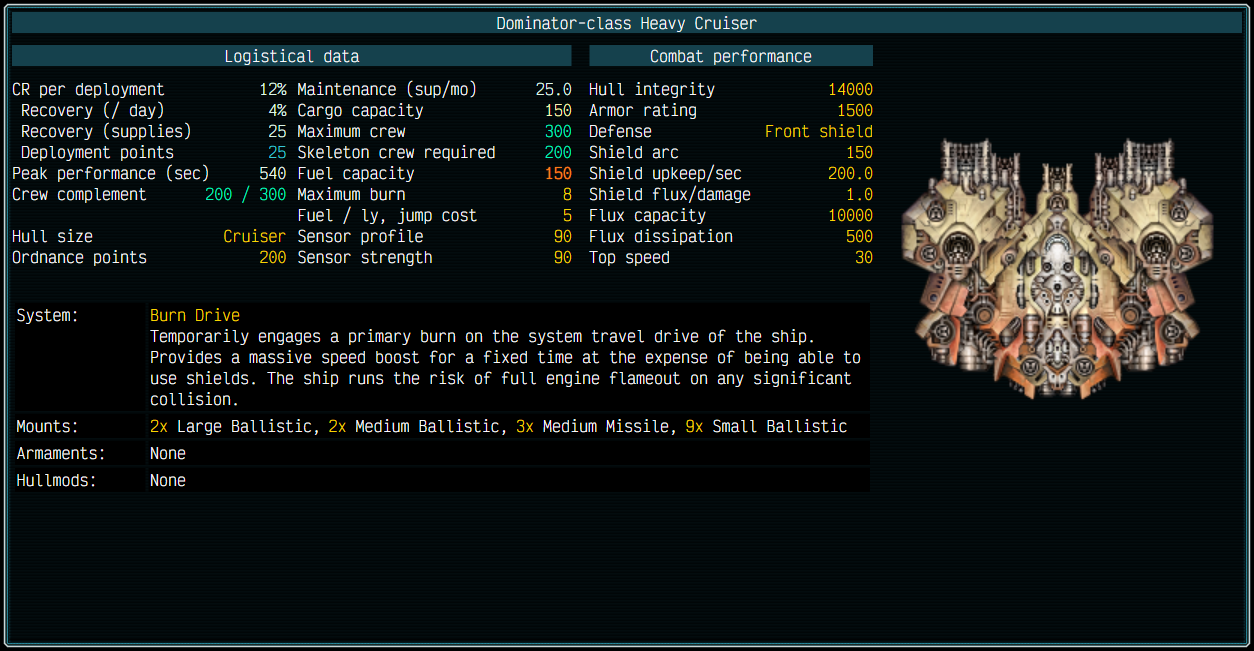 Dominator-class Heavy Cruiser
Logistical data
CR per deployment 12% Maintenance (sup/mo) 25.0
Recovery (/ day) 4% Cargo capacity 150
Recovery (supplies) 25 Maximum crew 300
Deployment points 25 Skeleton crew required 200
Peak performance (sec) 540 Fuel capacity 150
Crew complement 200 / 300 Maximum burn 8
Fuel / ly, jump cost 5
Hull size Cruiser Sensor profile 90
Ordnance points 200 Sensor strength 90
Combat performance
Hull integrity 14000
Armor rating 1500
Defense Front shield
Shield arc 150
Shield upkeep/sec 200.0
Shield flux/damage 1.0
Flux capacity 10000
Flux dissipation 500
Top speed 30
System: Burn Drive
Temporarily engages a primary burn on the system travel drive of the ship.
Provides a massive speed boost for a fixed time at the expense of being able to
use shields. The ship runs the risk of full engine flameout on any significant
collision.
Mounts: 2x Large Ballistic, 2x Medium Ballistic, 3x Medium Missile, 9x Small Ballistic
Armaments: None
Hullmods: None